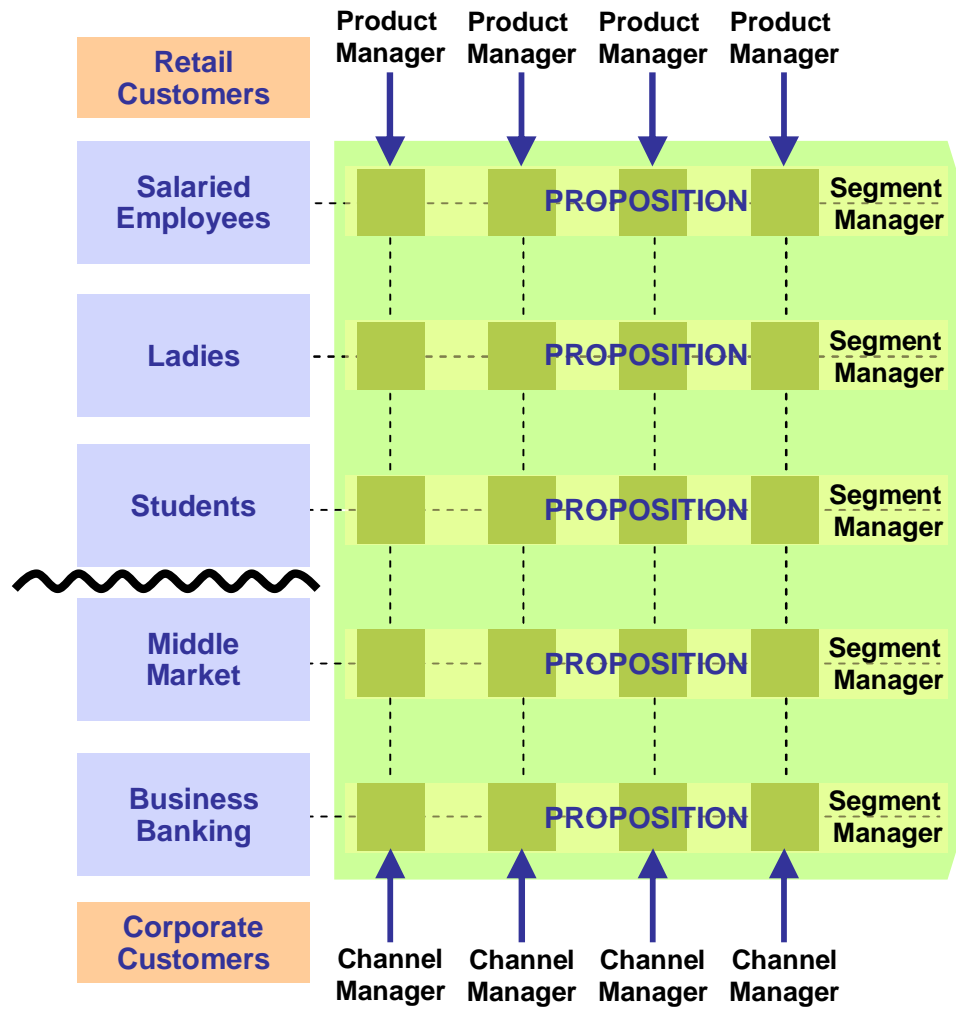 Product Product Product Product
Manager Manager Manager Manager
Retail
Customers
Salaried
Employees
PROPOSITION
Segment
Manager
Ladies
PROPOSITION
Segment
Manager
Students
PROPOSITION
Segment
Manager
Middle
Market
PROPOSITION
Segment
Manager
Business
Banking
PROPOSITION
Segment
Manager
Corporate
Customers
Channel Channel Channel Channel
Manager Manager Manager Manager